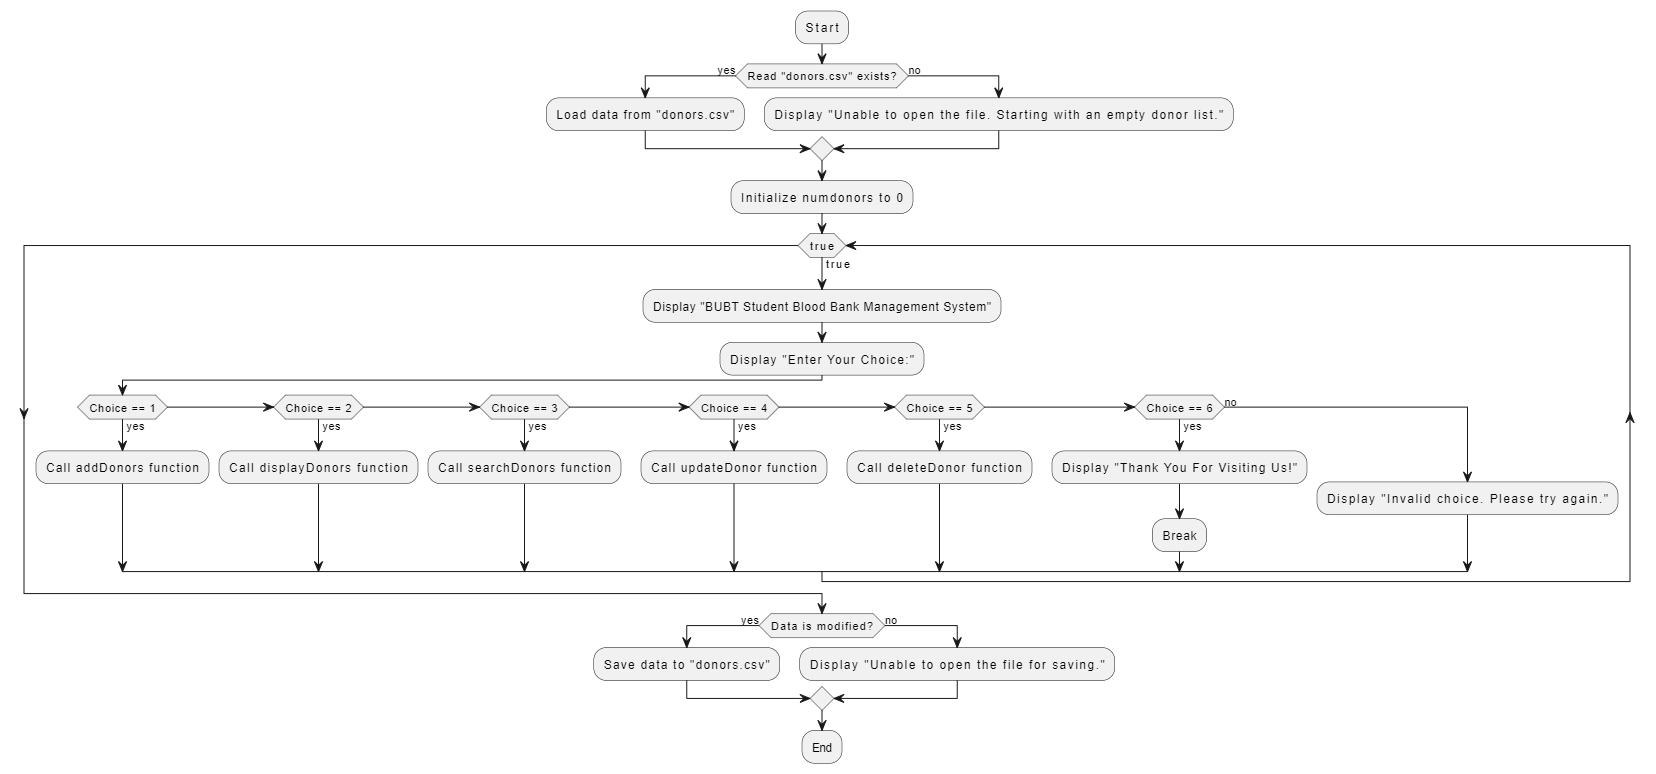 Start
yes
Read "donors.csv" exists?
no
Load data from "donors.csv"
Display "Unable to open the file. Starting with an empty donor list."
Initialize numdonors to 0
true
true
Display "BUBT Student Blood Bank Management System"
Display "Enter Your Choice:"
Choice == 1
Choice == 2
Choice == 3
Choice == 4
Choice == 5
Choice == 6
no
yes
yes
yes
yes
yes
yes
Call addDonors function
Call displayDonors function
Call searchDonors function
Call updateDonor function
Call deleteDonor function
Display "Thank You For Visiting Us!"
Display "Invalid choice. Please try again."
Break
yes
Data is modified?
no
Save data to "donors.csv"
Display "Unable to open the file for saving."
End